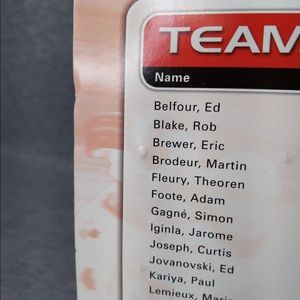 TEAM
Name
Belfour, Ed
Blake, Rob
Brewer, Eric
Brodeur, Martin
Fleury, Theoren
Foote, Adam
Gagné, Simon
Iginla, Jarome
Joseph, Curtis
Jovanovski, Ed
Kariya, Paul
Lemieux,